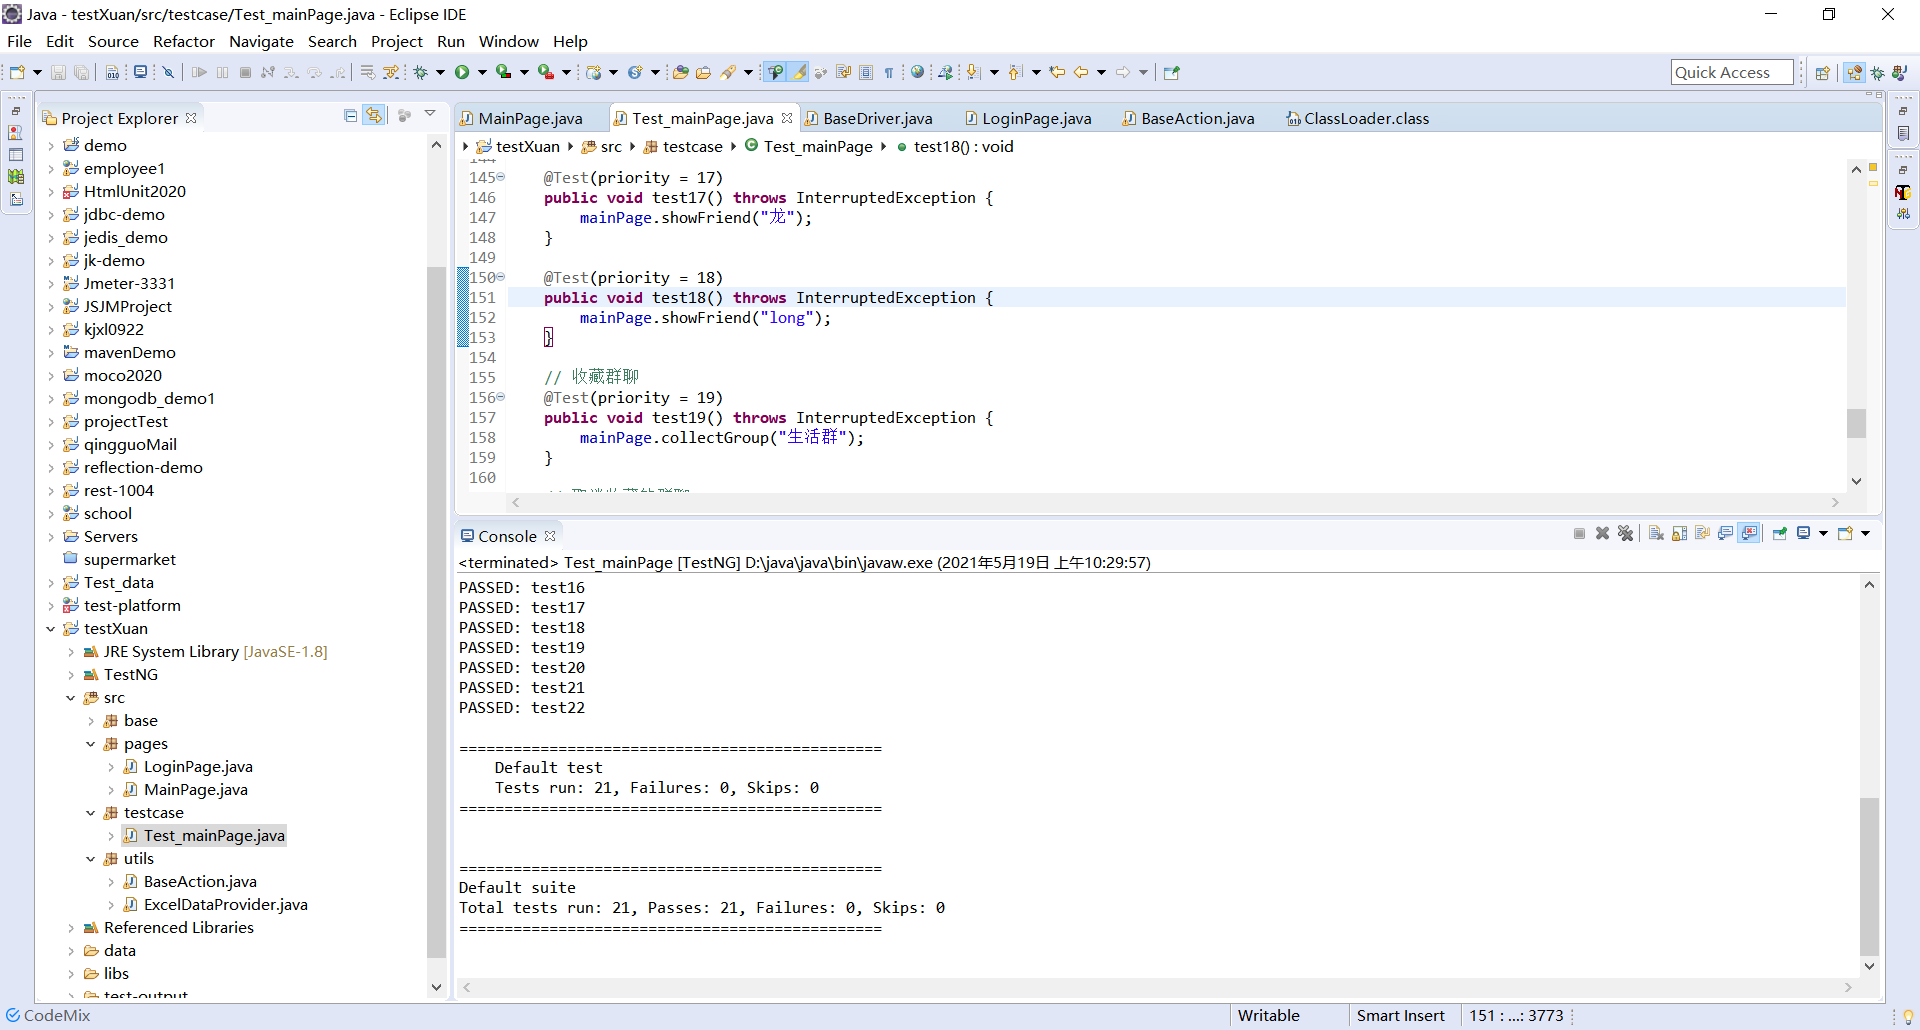 Java - testXuan/src/testcase/Test_mainPage.java - Eclipse IDE
File Edit Source Refactor Navigate Search Project Run Window Help
Quick Access
Project Explorer
demo
employee1
HtmlUnit2020
jdbc-demo
jedis_demo
jk-demo
Jmeter-3331
JSJMProject
kjxl0922
mavenDemo
moco2020
mongodb_demo1
projectTest
qingguoMail
reflection-demo
rest-1004
school
Servers
supermarket
Test_data
test-platform
testXuan
JRE System Library [JavaSE-1.8]
TestNG
src
base
pages
LoginPage.java
MainPage.java
testcase
Test_mainPage.java
utils
BaseAction.java
ExcelDataProvider.java
Referenced Libraries
data
libs
test-output
MainPage.java Test_mainPage.java BaseDriver.java LoginPage.java BaseAction.java ClassLoader.class
testXuan src testcase Test_mainPage test18() : void
144
145 @Test(priority = 17)
146 public void test17() throws InterruptedException {
147 mainPage.showFriend("龙");
148 }
149
150 @Test(priority = 18)
151 public void test18() throws InterruptedException {
152 mainPage.showFriend("long");
153 }
154
155 // 收藏群聊
156 @Test(priority = 19)
157 public void test19() throws InterruptedException {
158 mainPage.collectGroup("生活群");
159 }
160
Console
<terminated> Test_mainPage [TestNG] D:\java\java\bin\javaw.exe (2021年5月19日 上午10:29:57)
PASSED: test16
PASSED: test17
PASSED: test18
PASSED: test19
PASSED: test20
PASSED: test21
PASSED: test22
===============================================
Default test
Tests run: 21, Failures: 0, Skips: 0
===============================================
===============================================
Default suite
Total tests run: 21, Passes: 21, Failures: 0, Skips: 0
===============================================
CodeMix
Writable Smart Insert 151 : ...: 3773